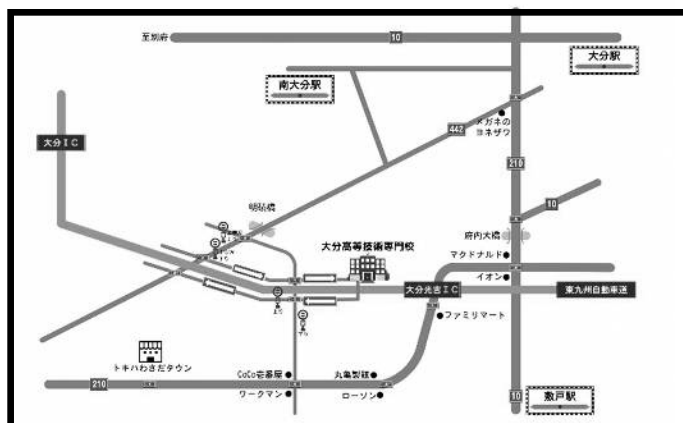 至別府
10
大分駅
南大分駅
メガネの
ヨネザワ
442
大分IC
210
10
明磧橋
府内大橋
大分高等技術専門校
マクドナルド
イオン
大分光吉IC
東九州自動車道
ファミリマート
トキハわさだタウン
CoCo壱番屋
丸亀製麺
210
ワークマン
ローソン
10
敷戸駅